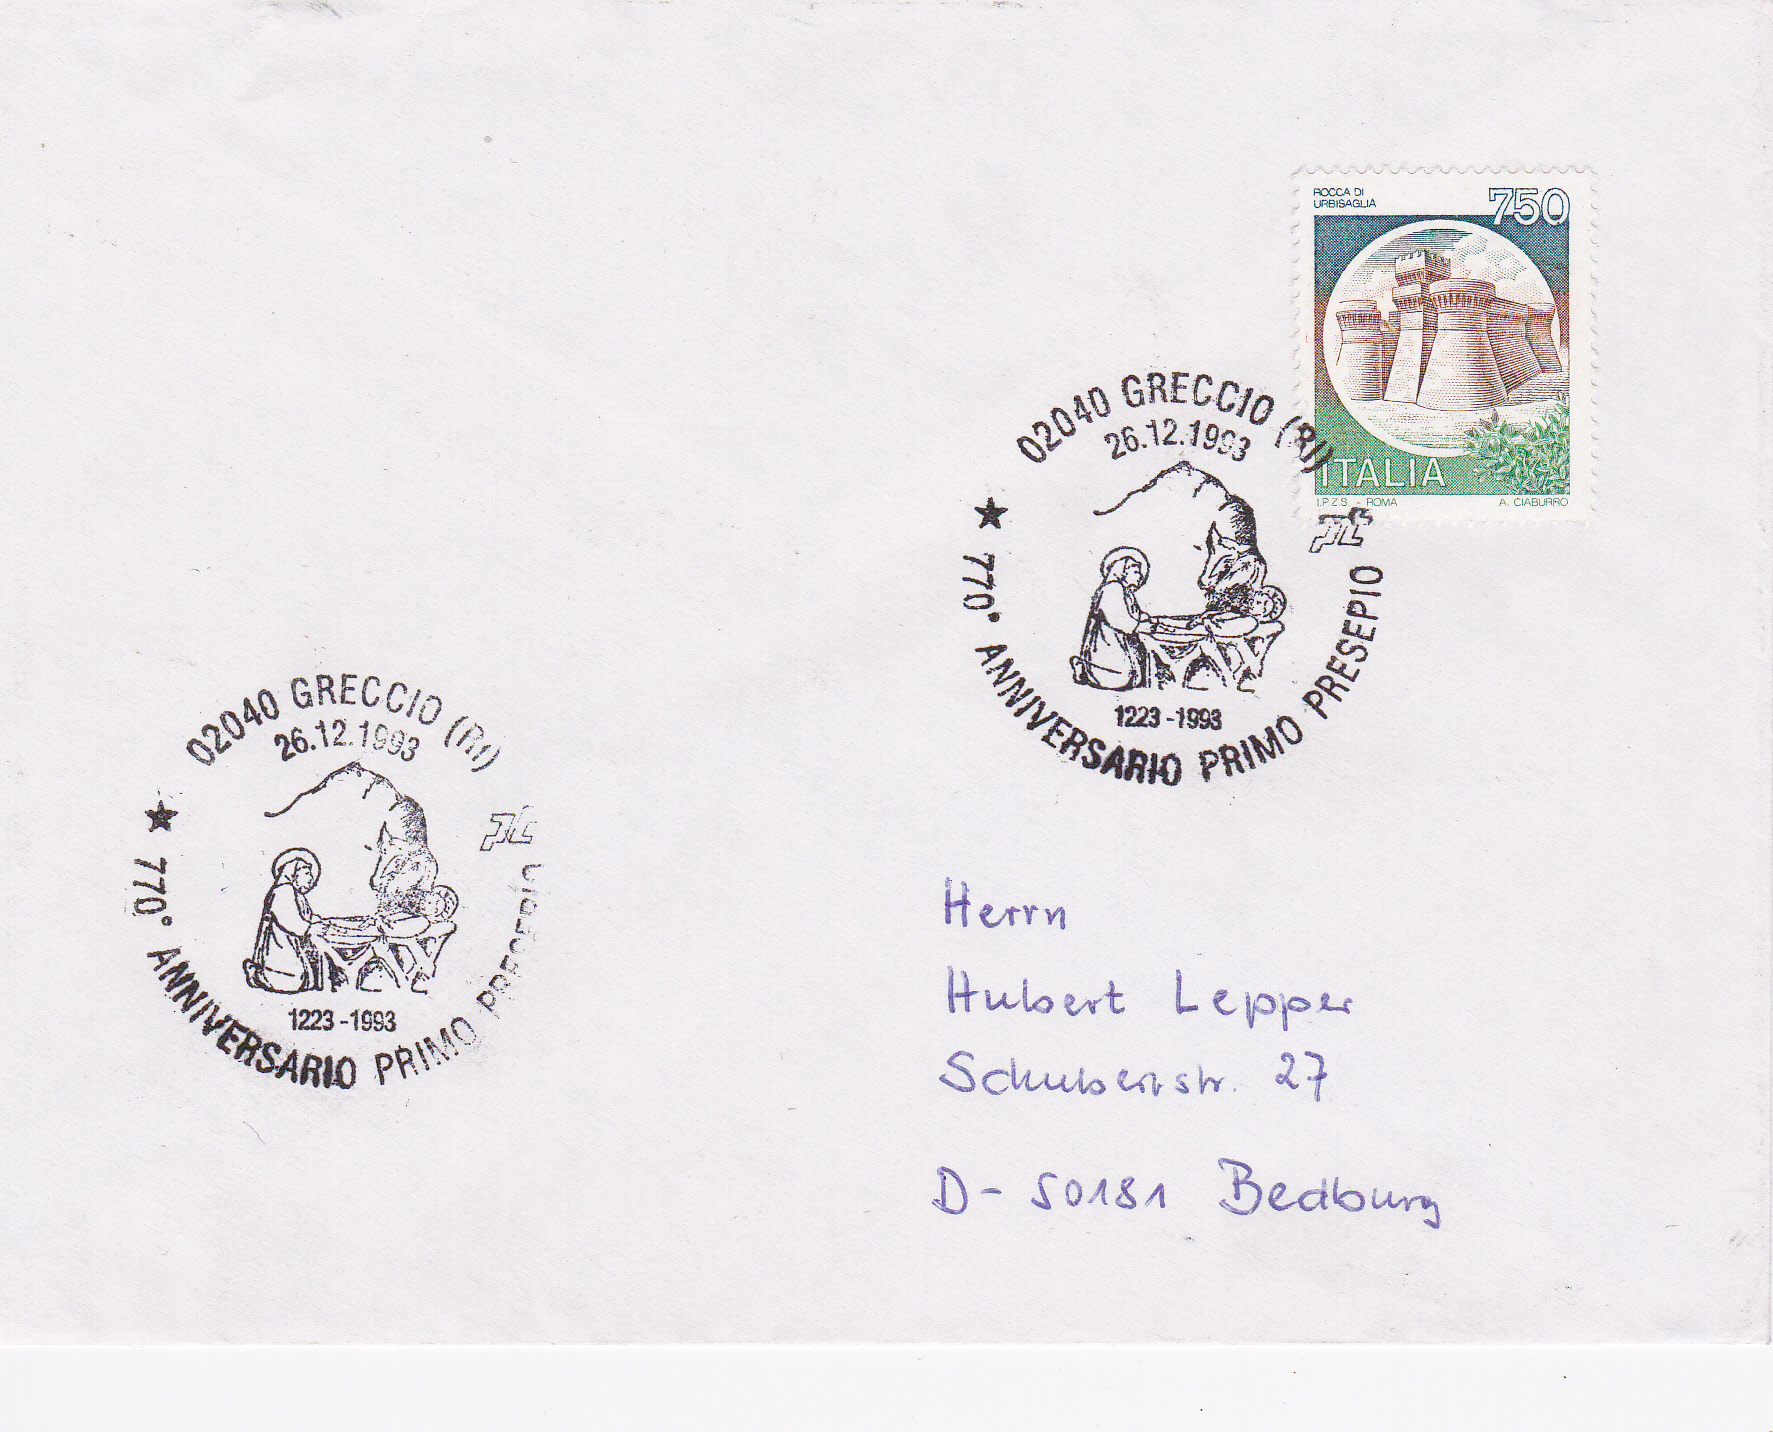 ROCCA DI
URBISAGLIA
750
ITALIA
I.P.Z.S. - ROMA
A. CIABURRO
02040 GRECCIO (RI)
26.12.1993
1223-1993
★ 770° ANNIVERSARIO PRIMO PRESEPIO
02040 GRECCIO (RI)
26.12.1993
1223-1993
★ 770° ANNIVERSARIO PRIMO PRESEPIO
Herrn
Hubert Lepper
Schubertstr. 27
D-50181 Bedburg